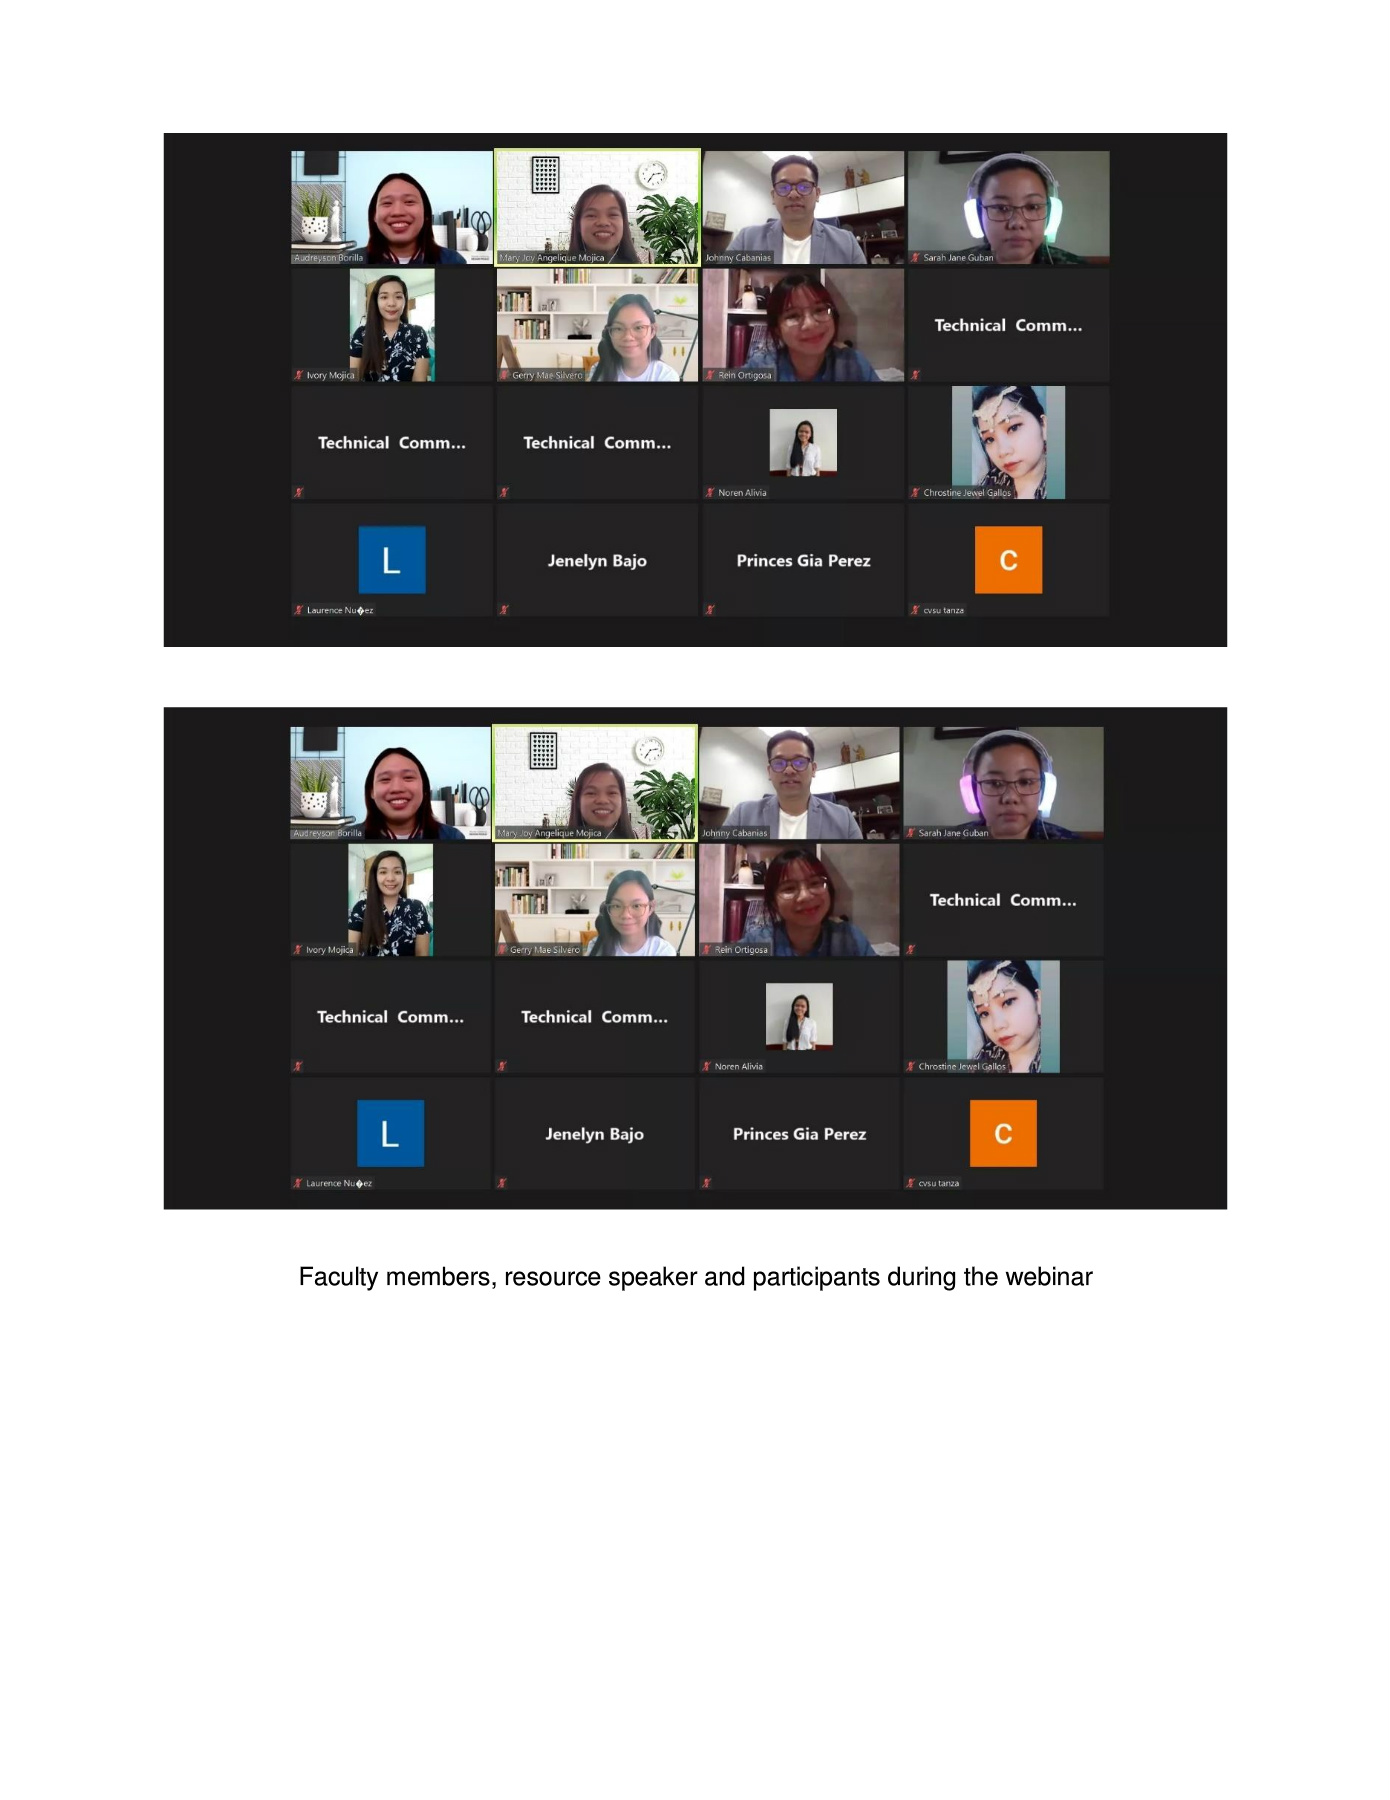 Audreyson Borilla
Mary Joy Angelique Mojica
Johnny Cabanias
Sarah Jane Guban
Ivory Mojica
Gerry Mae Silvero
Rein Ortigosa
Technical Comm...
Technical Comm...
Technical Comm...
Noren Alivia
Chrostine Jewel Gallos
L
Laurence Nu�ez
Jenelyn Bajo
Princes Gia Perez
C
cvsu tanza
Audreyson Borilla
Mary Joy Angelique Mojica
Johnny Cabanias
Sarah Jane Guban
Ivory Mojica
Gerry Mae Silvero
Rein Ortigosa
Technical Comm...
Technical Comm...
Technical Comm...
Noren Alivia
Chrostine Jewel Gallos
L
Laurence Nu�ez
Jenelyn Bajo
Princes Gia Perez
C
cvsu tanza
Faculty members, resource speaker and participants during the webinar